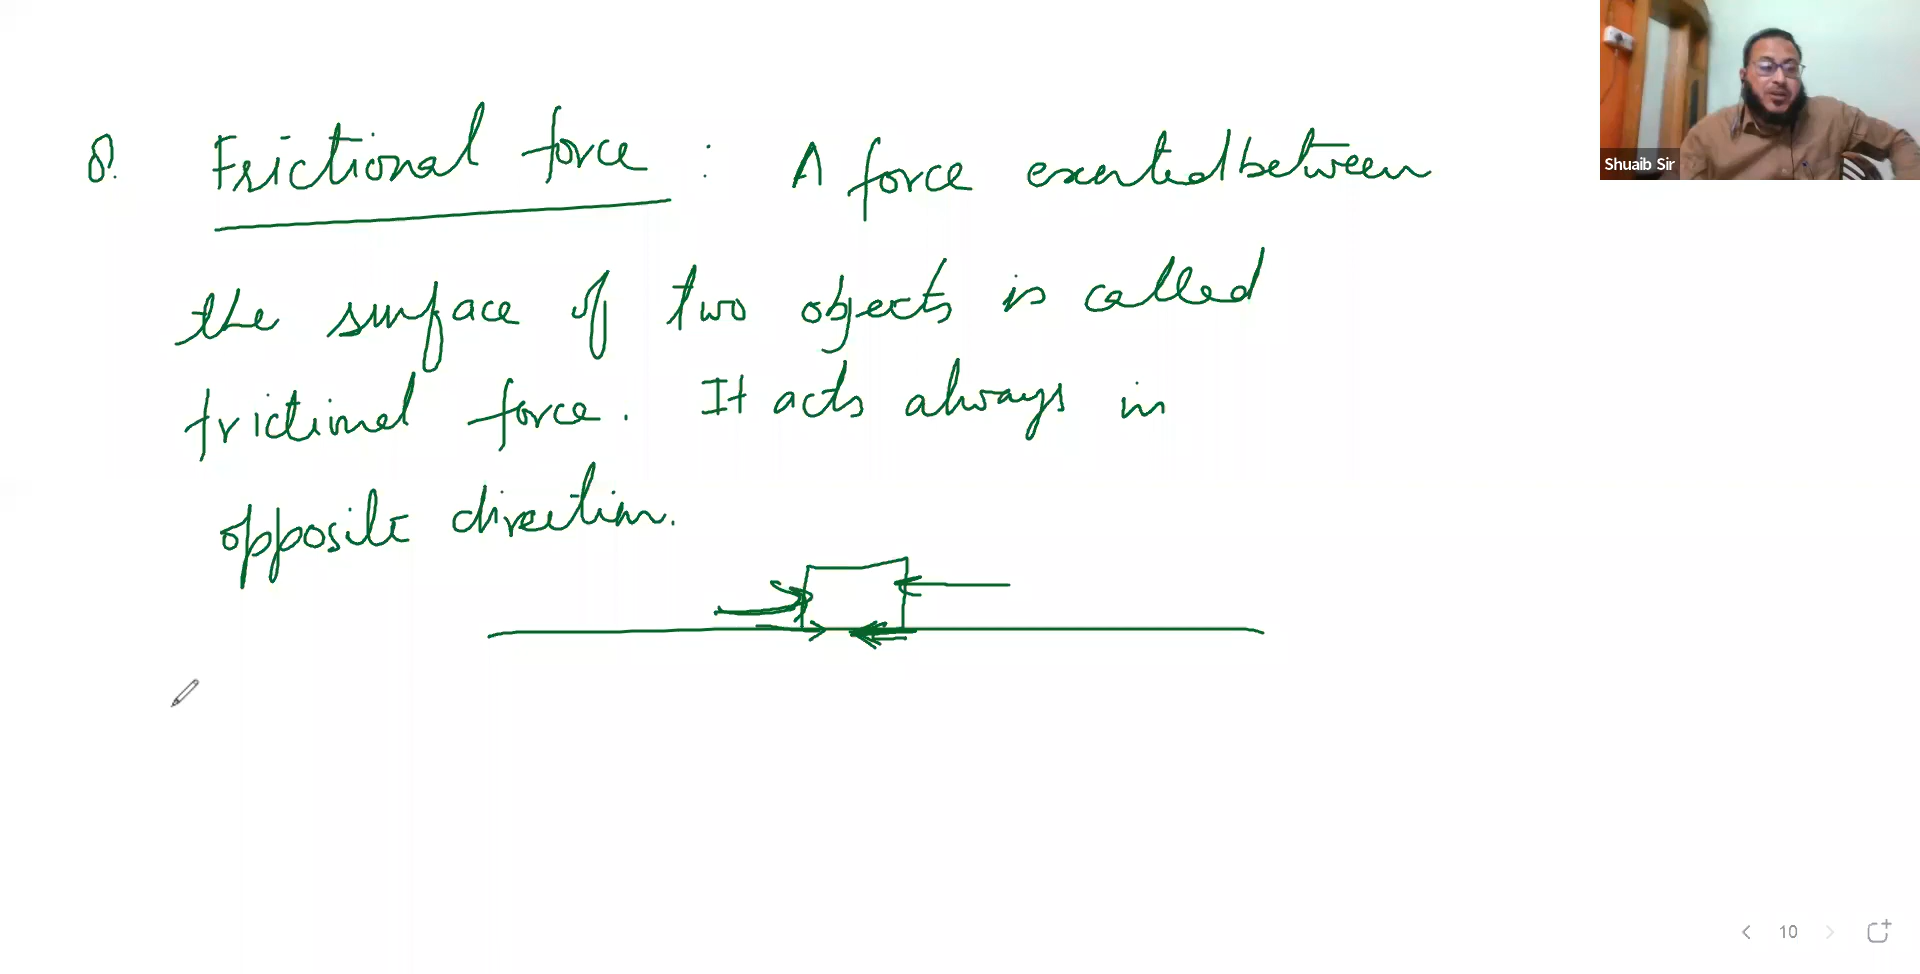 8. Frictional force : A force exerted between
the surface of two objects is called
frictional force. It acts always in
opposite direction.
Shuaib Sir
10